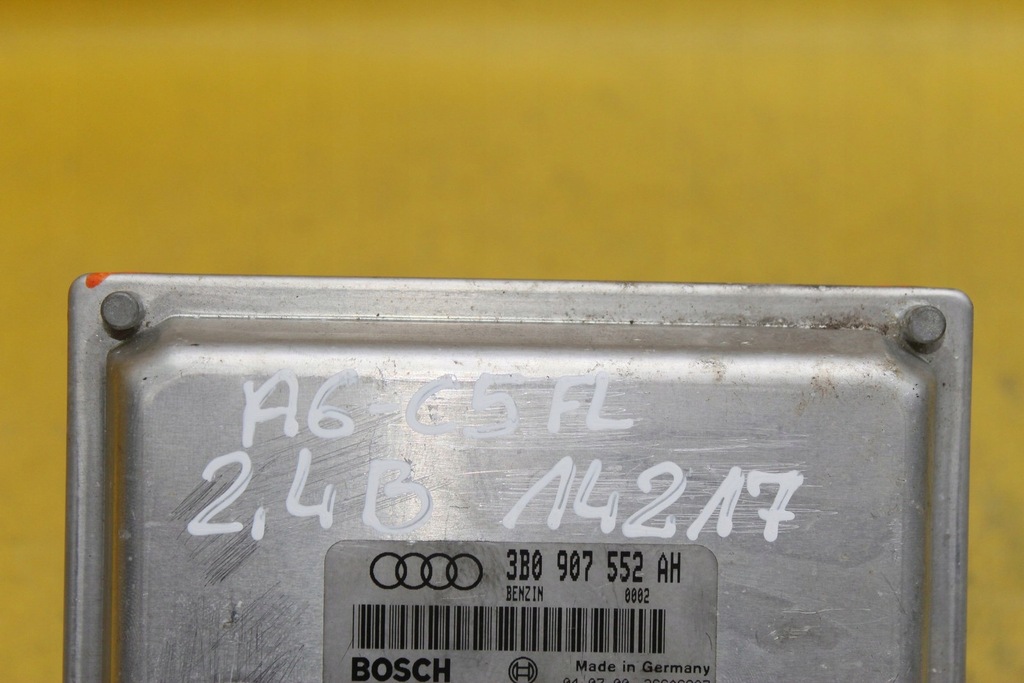 A6-C5 FL
2,4 B 14217
3B0 907 552 AH
BENZIN 0002
BOSCH Made in Germany